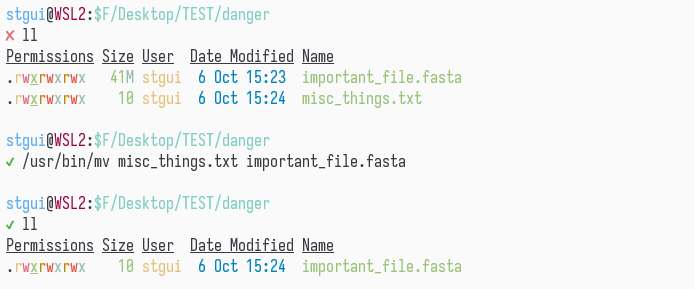 stgui@WSL2:$F/Desktop/TEST/danger
✗ ll
Permissions Size User Date Modified Name
.rwxrwxrwx 41M stgui 6 Oct 15:23 important_file.fasta
.rwxrwxrwx 10 stgui 6 Oct 15:24 misc_things.txt
stgui@WSL2:$F/Desktop/TEST/danger
✔ /usr/bin/mv misc_things.txt important_file.fasta
stgui@WSL2:$F/Desktop/TEST/danger
✔ ll
Permissions Size User Date Modified Name
.rwxrwxrwx 10 stgui 6 Oct 15:24 important_file.fasta